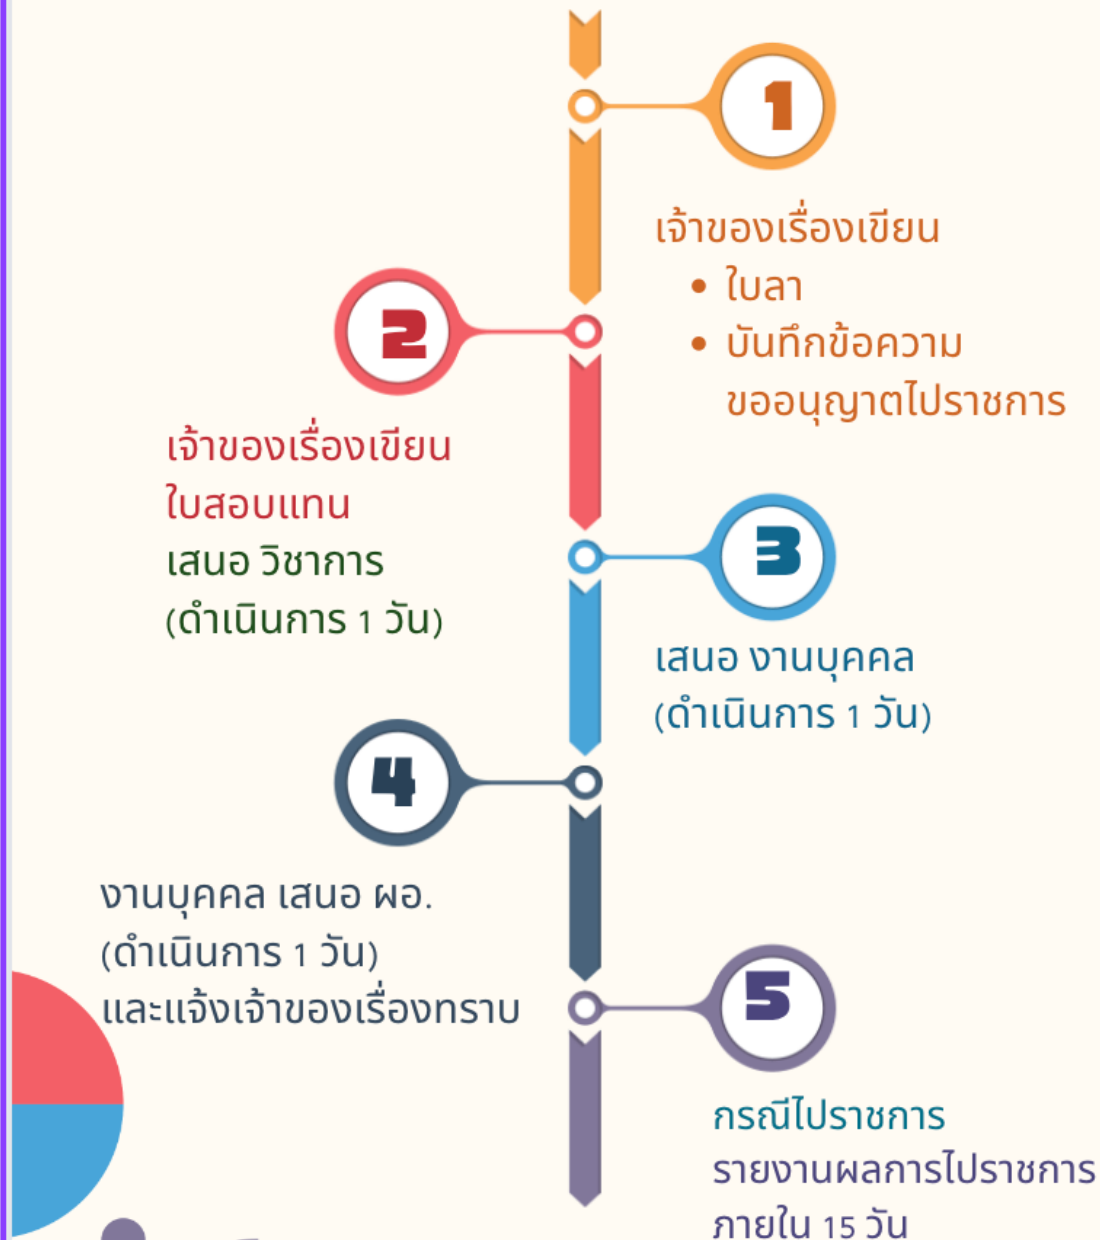 1
เจ้าของเรื่องเขียน
• ใบลา
• บันทึกข้อความ
ขออนุญาตไปราชการ
2
เจ้าของเรื่องเขียน
ใบสอบแทน
เสนอ วิชาการ
(ดำเนินการ 1 วัน)
3
เสนอ งานบุคคล
(ดำเนินการ 1 วัน)
4
งานบุคคล เสนอ ผอ.
(ดำเนินการ 1 วัน)
และแจ้งเจ้าของเรื่องทราบ
5
กรณีไปราชการ
รายงานผลการไปราชการ
ภายใน 15 วัน